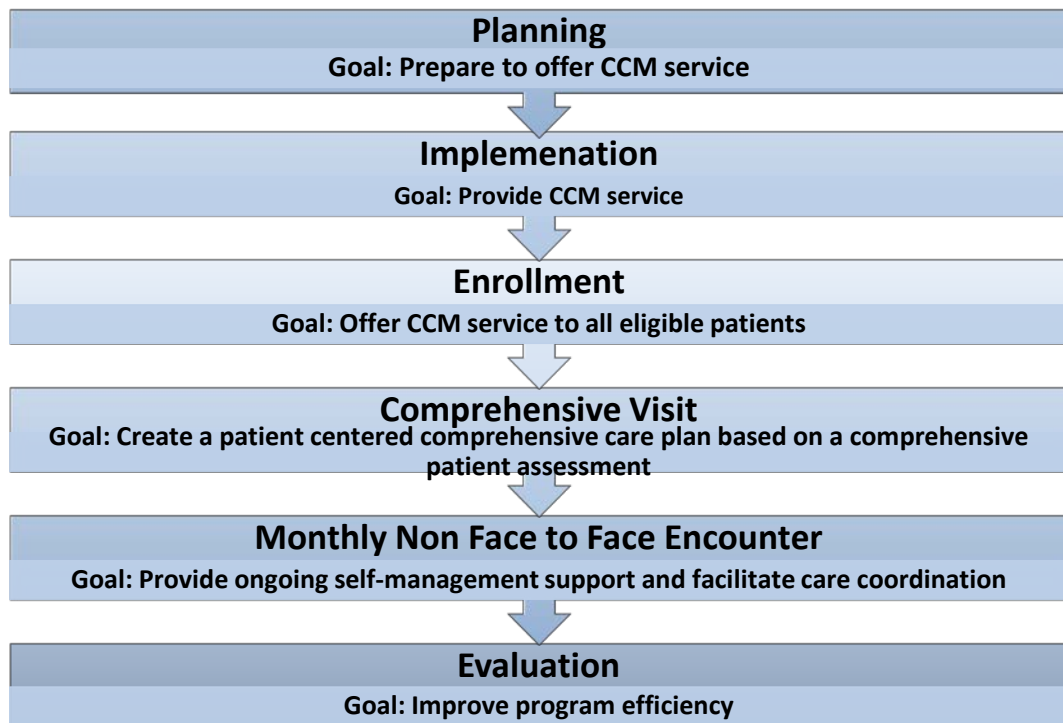 Planning
Goal: Prepare to offer CCM service
Implemenation
Goal: Provide CCM service
Enrollment
Goal: Offer CCM service to all eligible patients
Comprehensive Visit
Goal: Create a patient centered comprehensive care plan based on a comprehensive
patient assessment
Monthly Non Face to Face Encounter
Goal: Provide ongoing self-management support and facilitate care coordination
Evaluation
Goal: Improve program efficiency